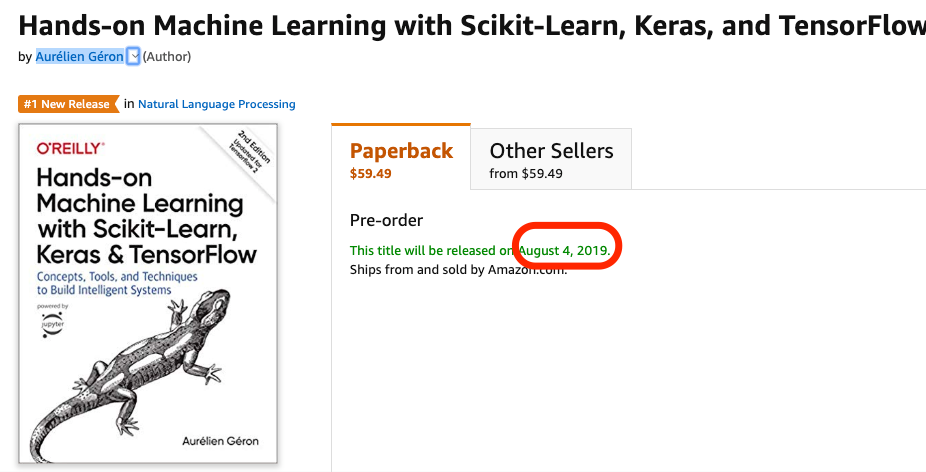 Hands-on Machine Learning with Scikit-Learn, Keras, and TensorFlow
by Aurélien Géron (Author)
#1 New Release in Natural Language Processing
O'REILLY®
2nd Edition
Updated for
TensorFlow 2
Hands-on
Machine Learning
with Scikit-Learn,
Keras & TensorFlow
Concepts, Tools, and Techniques
to Build Intelligent Systems
powered by
jupyter
Aurélien Géron
Paperback
$59.49
Other Sellers
from $59.49
Pre-order
This title will be released on August 4, 2019.
Ships from and sold by Amazon.com.